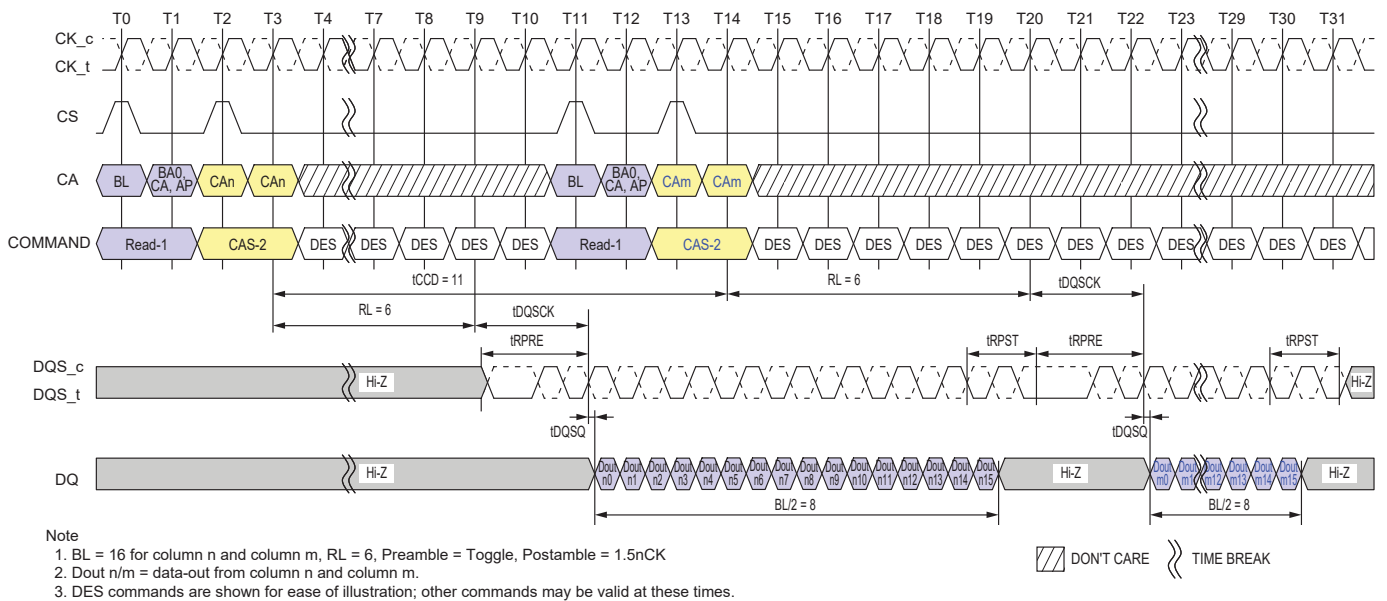 T0 T1 T2 T3 T4 T7 T8 T9 T10 T11 T12 T13 T14 T15 T16 T17 T18 T19 T20 T21 T22 T23 T29 T30 T31
CK_c
CK_t
CS
CA BL BA0, CA, AP CAn CAn BL BA0, CA, AP CAm CAm
COMMAND Read-1 CAS-2 DES DES DES DES DES Read-1 CAS-2 DES DES DES DES DES DES DES DES DES DES DES DES
tCCD = 11 RL = 6 tDQSCK
RL = 6 tDQSCK
tRPRE tRPST tRPRE tRPST
DQS_c
DQS_t
Hi-Z Hi-Z
tDQSQ tDQSQ
DQ Hi-Z Dout n0 Dout n1 Dout n2 Dout n3 Dout n4 Dout n5 Dout n6 Dout n7 Dout n8 Dout n9 Dout n10 Dout n11 Dout n12 Dout n13 Dout n14 Dout n15 Hi-Z Dout m0 Dout m1 Dout m12 Dout m13 Dout m14 Dout m15 Hi-Z
BL/2 = 8 BL/2 = 8
Note
1. BL = 16 for column n and column m, RL = 6, Preamble = Toggle, Postamble = 1.5nCK
2. Dout n/m = data-out from column n and column m.
3. DES commands are shown for ease of illustration; other commands may be valid at these times.
DON'T CARE TIME BREAK